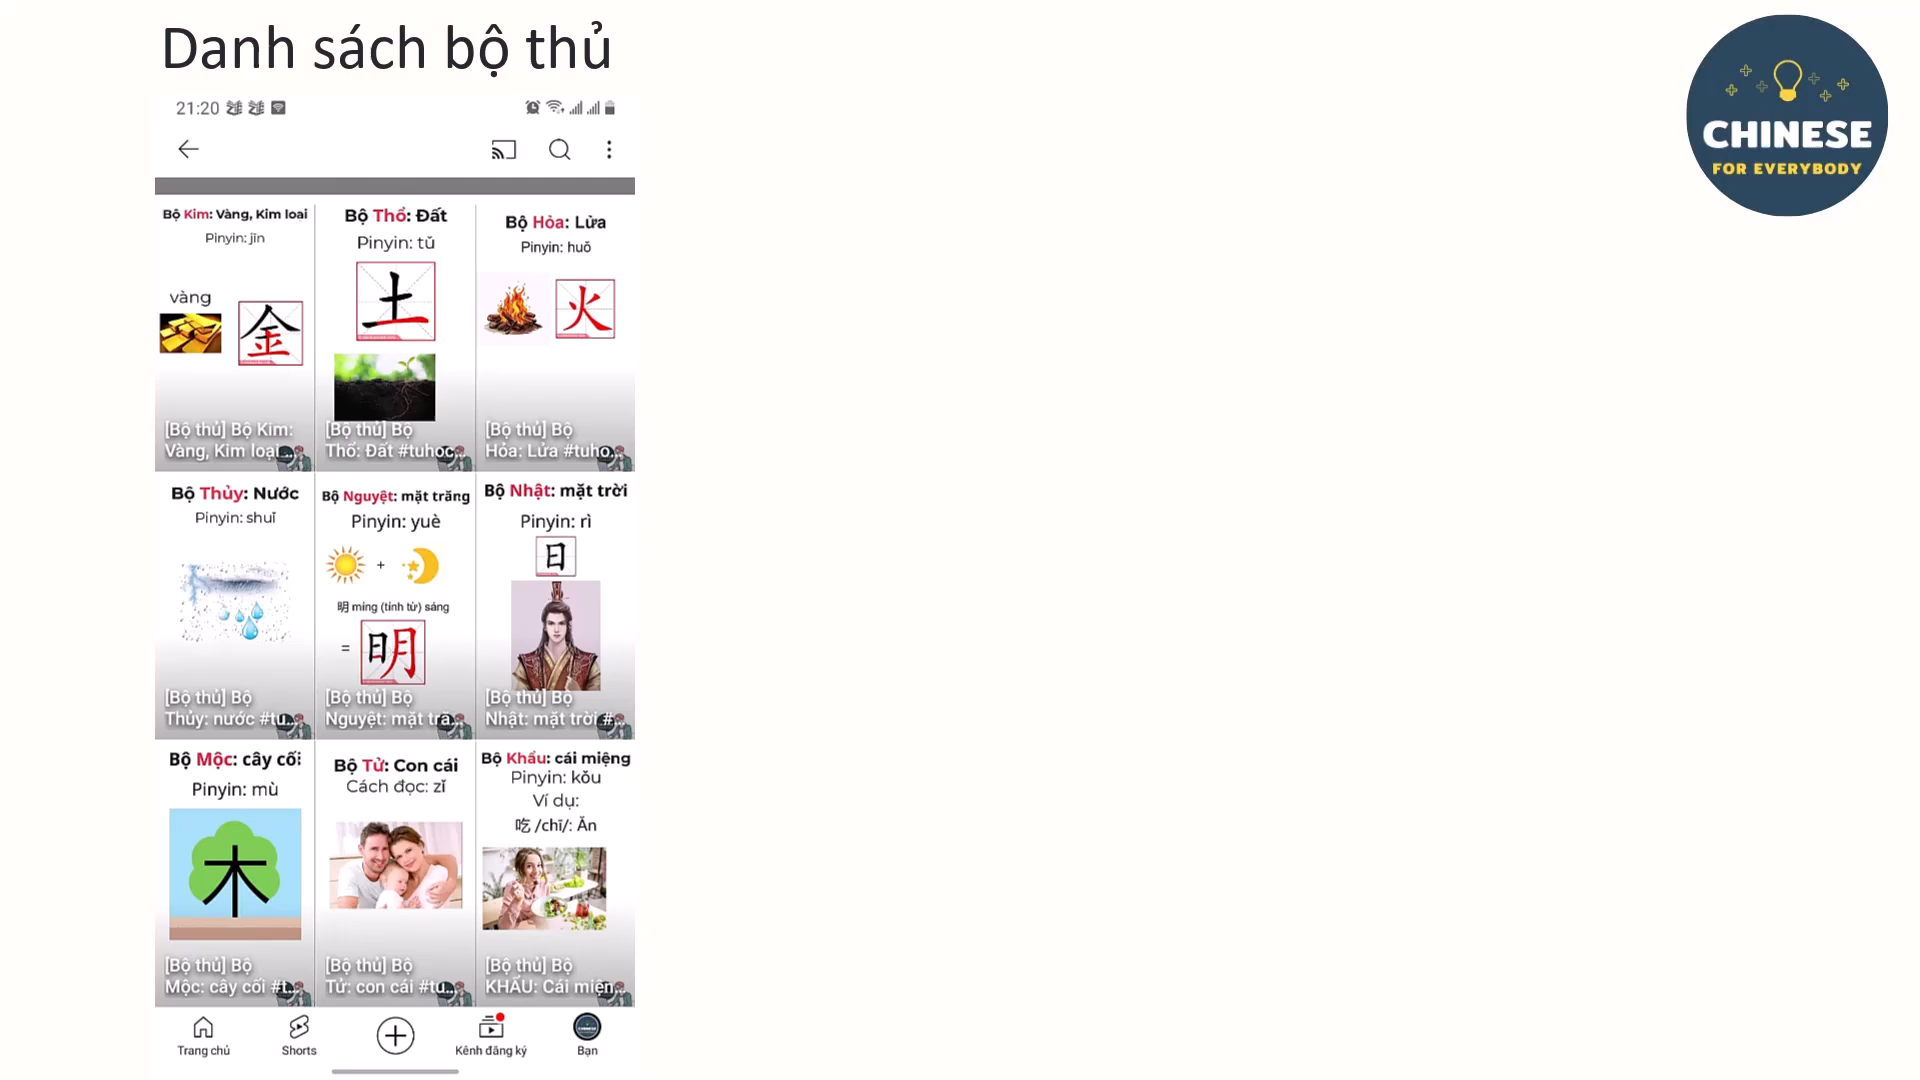 Danh sách bộ thủ
CHINESE
FOR EVERYBODY
21:20
Bộ Kim: Vàng, Kim loại
Pinyin: jīn
vàng
金
[Bộ thủ] Bộ Kim:
Vàng, Kim loại ...
Bộ Thổ: Đất
Pinyin: tǔ
土
[Bộ thủ] Bộ
Thổ: Đất #tuhoc...
Bộ Hỏa: Lửa
Pinyin: huǒ
火
[Bộ thủ] Bộ
Hỏa: Lửa #tuho...
Bộ Thủy: Nước
Pinyin: shuǐ
[Bộ thủ] Bộ
Thủy: nước #tu...
Bộ Nguyệt: mặt trăng
Pinyin: yuè
+
明 míng (tính từ) sáng
= 明
[Bộ thủ] Bộ
Nguyệt: mặt tră...
Bộ Nhật: mặt trời
Pinyin: rì
日
[Bộ thủ] Bộ
Nhật: mặt trời #...
Bộ Mộc: cây cối
Pinyin: mù
木
[Bộ thủ] Bộ
Mộc: cây cối #t...
Bộ Tử: Con cái
Cách đọc: zǐ
[Bộ thủ] Bộ
Tử: con cái #tu...
Bộ Khẩu: cái miệng
Pinyin: kǒu
Ví dụ:
吃 /chī/: Ăn
[Bộ thủ] Bộ
KHẨU: Cái miện...
Trang chủ
Shorts
Kênh đăng ký
Bạn